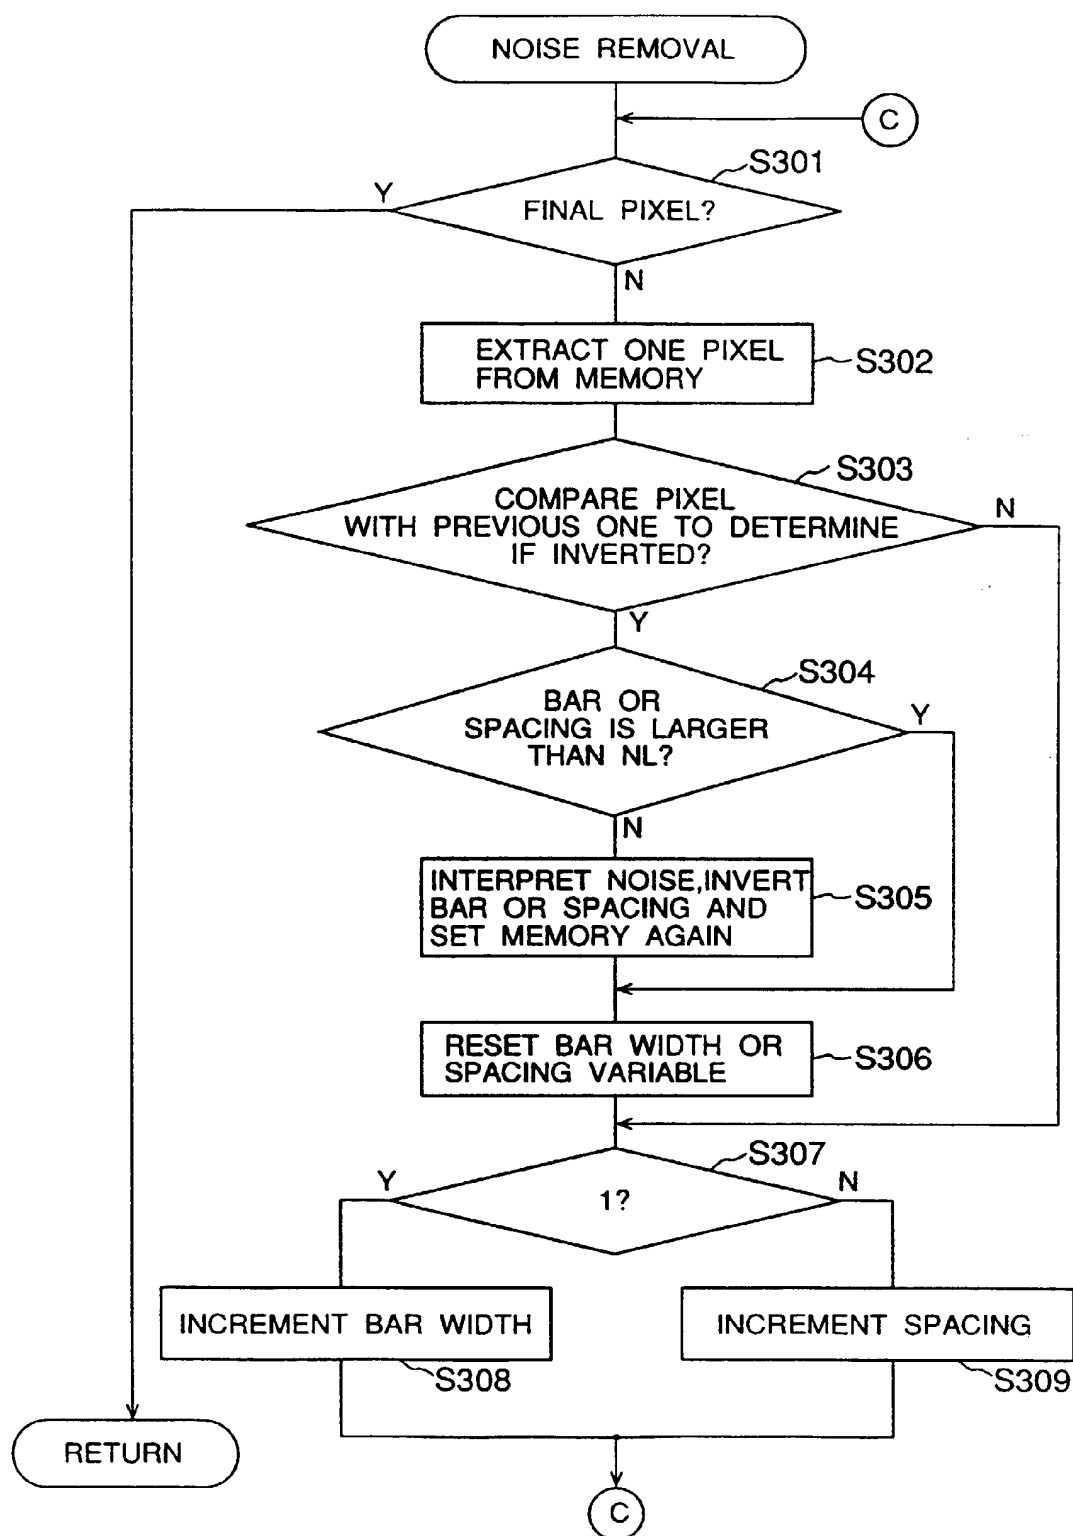 NOISE REMOVAL
C
S301
Y
FINAL PIXEL?
N
EXTRACT ONE PIXEL
FROM MEMORY
S302
S303
COMPARE PIXEL
WITH PREVIOUS ONE TO DETERMINE
IF INVERTED?
N
Y
S304
BAR OR
SPACING IS LARGER
THAN NL?
Y
N
INTERPRET NOISE,INVERT
BAR OR SPACING AND
SET MEMORY AGAIN
S305
RESET BAR WIDTH OR
SPACING VARIABLE
S306
S307
Y
1?
N
INCREMENT BAR WIDTH
INCREMENT SPACING
S308
S309
RETURN
C